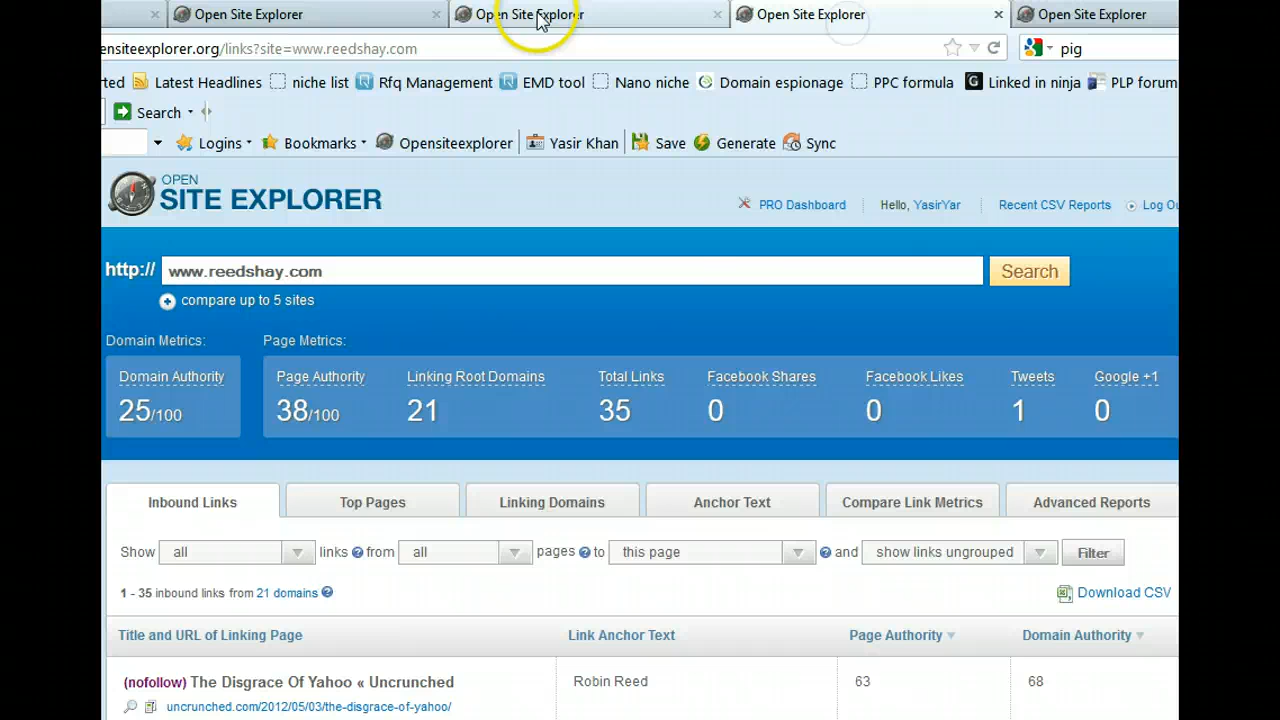 Open Site Explorer Open Site Explorer Open Site Explorer Open Site Explorer
ensiteexplorer.org/links?site=www.reedshay.com pig
rted Latest Headlines niche list Rfq Management EMD tool Nano niche Domain espionage PPC formula Linked in ninja PLP forum
Search
Logins Bookmarks Opensiteexplorer Yasir Khan Save Generate Sync
OPEN
SITE EXPLORER
PRO Dashboard Hello, YasirYar Recent CSV Reports Log Ou
http:// www.reedshay.com Search
compare up to 5 sites
Domain Metrics: Page Metrics:
Domain Authority Page Authority Linking Root Domains Total Links Facebook Shares Facebook Likes Tweets Google +1
25/100 38/100 21 35 0 0 1 0
Inbound Links Top Pages Linking Domains Anchor Text Compare Link Metrics Advanced Reports
Show all links from all pages to this page and show links ungrouped Filter
1 - 35 inbound links from 21 domains Download CSV
Title and URL of Linking Page Link Anchor Text Page Authority Domain Authority
(nofollow) The Disgrace Of Yahoo « Uncrunched Robin Reed 63 68
uncrunched.com/2012/05/03/the-disgrace-of-yahoo/